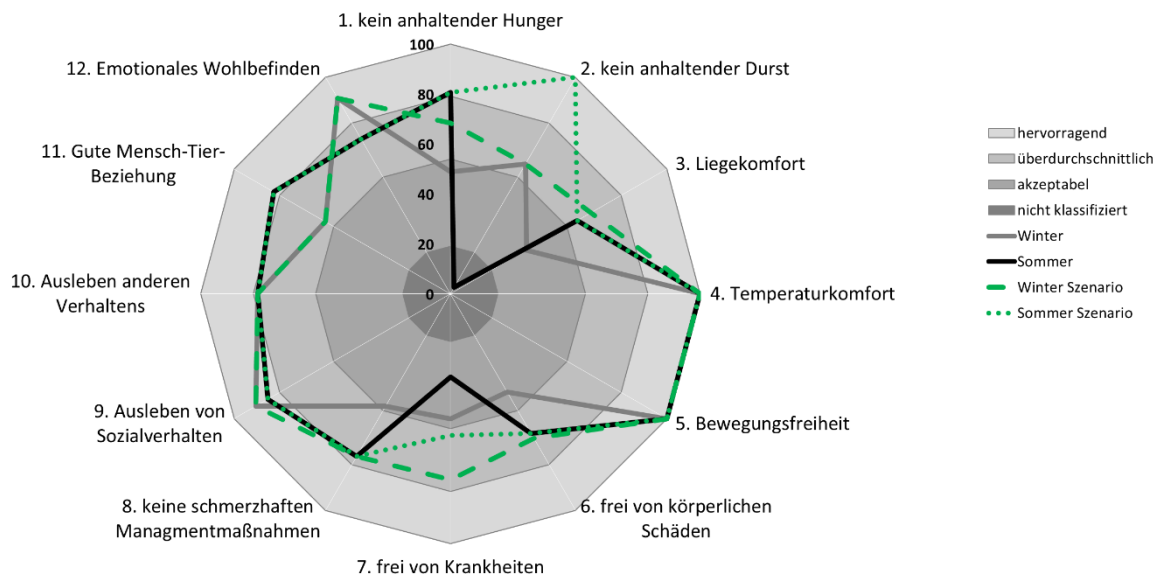 1. kein anhaltender Hunger
100
12. Emotionales Wohlbefinden
2. kein anhaltender Durst
80
60
11. Gute Mensch-Tier-
Beziehung
3. Liegekomfort
40
20
10. Ausleben anderen
Verhaltens
0
4. Temperaturkomfort
9. Ausleben von
Sozialverhalten
5. Bewegungsfreiheit
8. keine schmerzhaften
Managmentmaßnahmen
6. frei von körperlichen
Schäden
7. frei von Krankheiten
hervorragend
überdurchschnittlich
akzeptabel
nicht klassifiziert
Winter
Sommer
Winter Szenario
Sommer Szenario